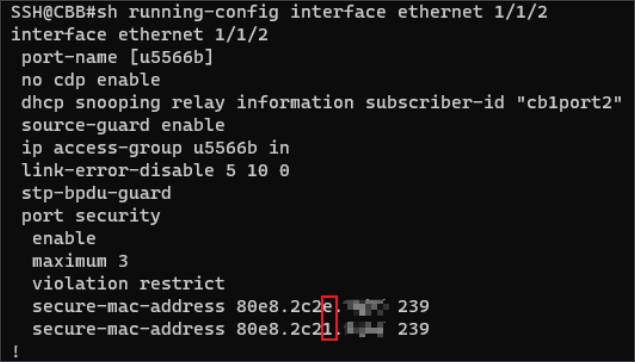 SSH@CBB#sh running-config interface ethernet 1/1/2
interface ethernet 1/1/2
port-name [u5566b]
no cdp enable
dhcp snooping relay information subscriber-id "cb1port2"
source-guard enable
ip access-group u5566b in
link-error-disable 5 10 0
stp-bpdu-guard
port security
enable
maximum 3
violation restrict
secure-mac-address 80e8.2c2e. 239
secure-mac-address 80e8.2c21. 239
!